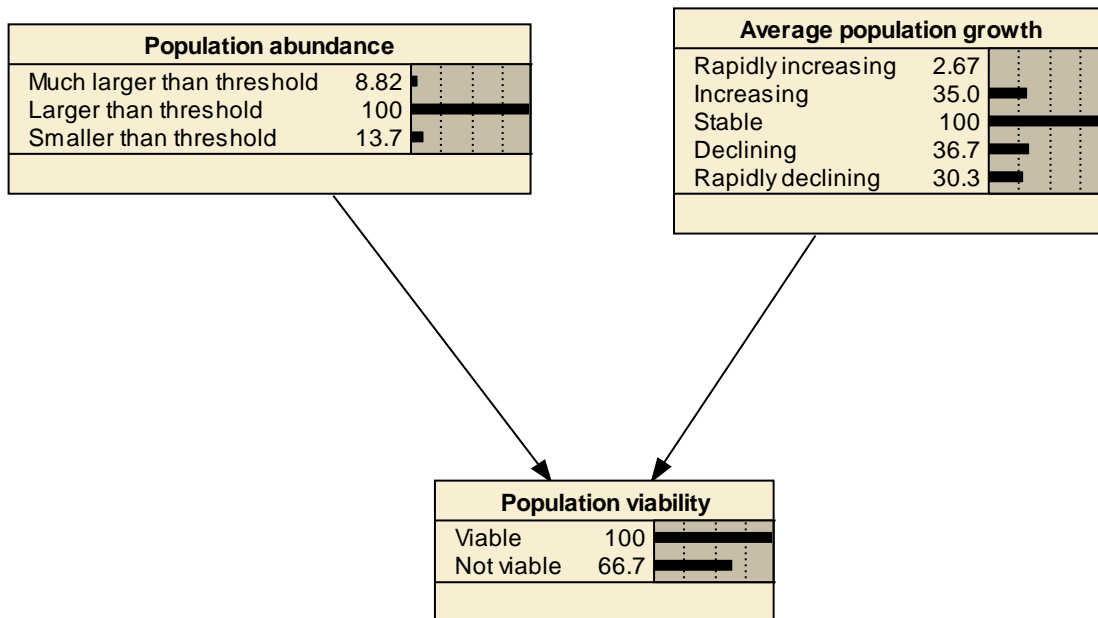 Population abundance
Much larger than threshold 8.82
Larger than threshold 100
Smaller than threshold 13.7
Average population growth
Rapidly increasing 2.67
Increasing 35.0
Stable 100
Declining 36.7
Rapidly declining 30.3
Population viability
Viable 100
Not viable 66.7